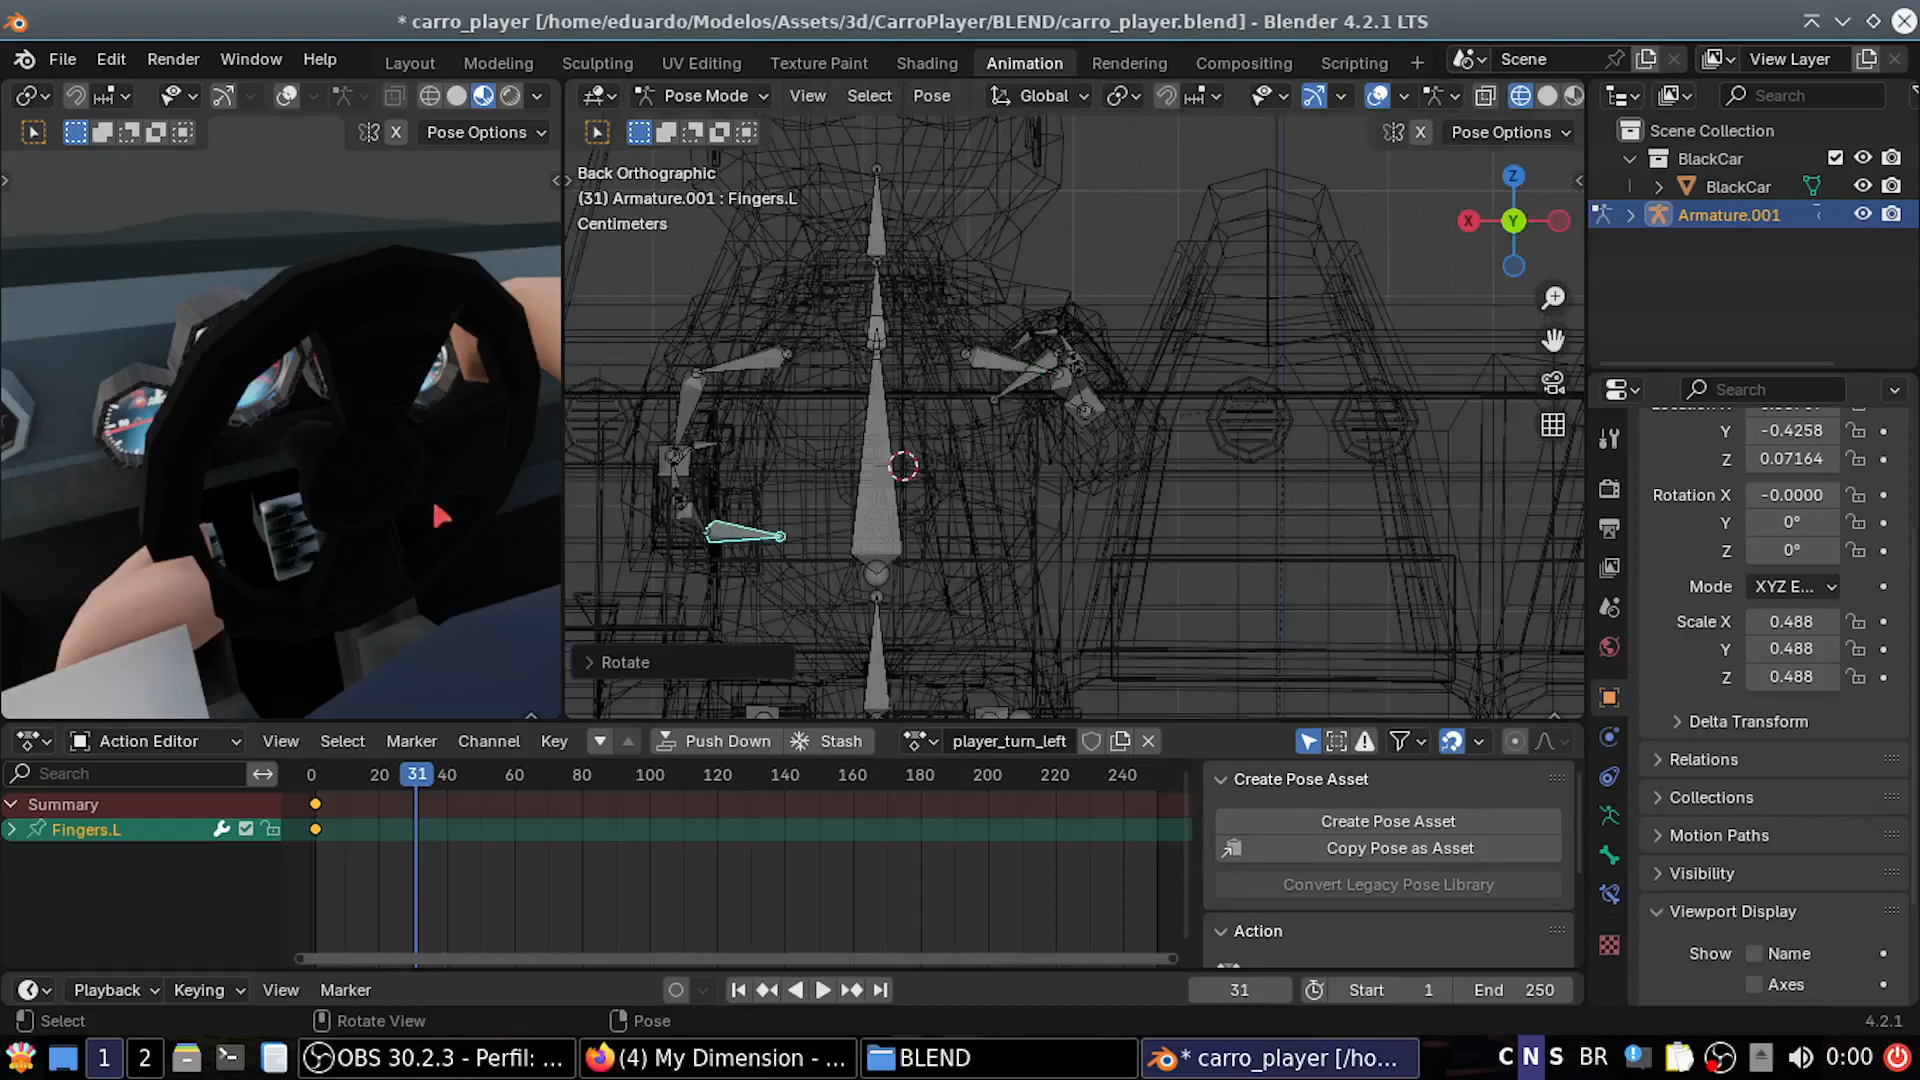 * carro_player [/home/eduardo/Modelos/Assets/3d/CarroPlayer/BLEND/carro_player.blend] - Blender 4.2.1 LTS
File Edit Render Window Help Layout Modeling Sculpting UV Editing Texture Paint Shading Animation Rendering Compositing Scripting + Scene View Layer
Pose Mode View Select Pose Global Search
X Pose Options X Pose Options
Scene Collection
BlackCar
BlackCar
Armature.001
Back Orthographic
(31) Armature.001 : Fingers.L
Centimeters
Z
X Y
Rotate
Search
Y -0.4258
Z 0.07164
Rotation X -0.0000
Y 0°
Z 0°
Mode XYZ E...
Scale X 0.488
Y 0.488
Z 0.488
Delta Transform
Relations
Collections
Motion Paths
Visibility
Viewport Display
Show Name
Axes
Action Editor View Select Marker Channel Key Push Down Stash player_turn_left
Search 0 20 31 40 60 80 100 120 140 160 180 200 220 240
Summary
Fingers.L
Create Pose Asset
Create Pose Asset
Copy Pose as Asset
Convert Legacy Pose Library
Action
Playback Keying View Marker 31 Start 1 End 250
Select Rotate View Pose 4.2.1
1 2 OBS 30.2.3 - Perfil: ... (4) My Dimension - ... BLEND * carro_player [/ho... C N S BR 0:00